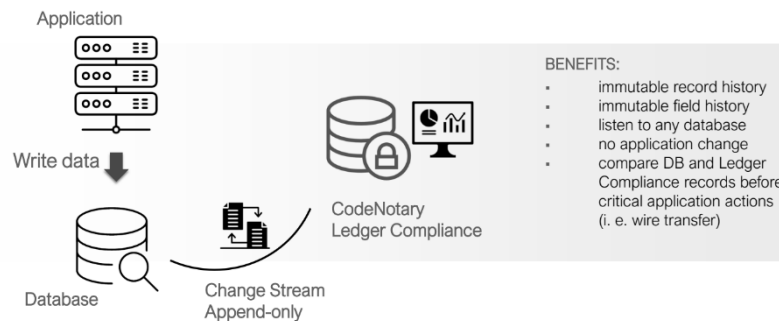 Application
Write data
Database
Change Stream
Append-only
CodeNotary
Ledger Compliance
BENEFITS:
▪ immutable record history
▪ immutable field history
▪ listen to any database
▪ no application change
▪ compare DB and Ledger
Compliance records before
critical application actions
(i. e. wire transfer)